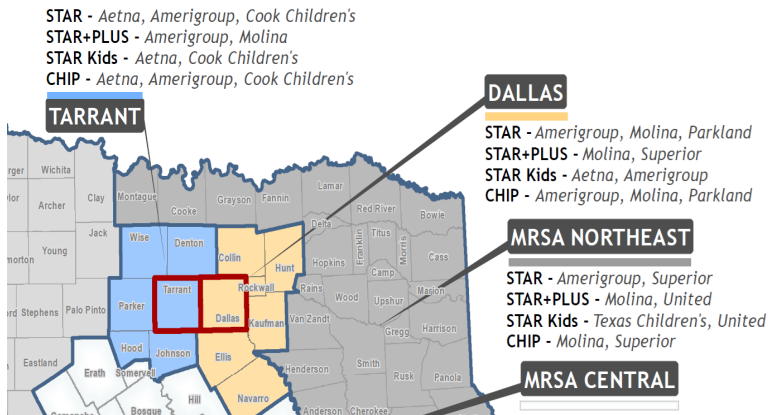 STAR - Aetna, Amerigroup, Cook Children's
STAR+PLUS - Amerigroup, Molina
STAR Kids - Aetna, Cook Children's
CHIP - Aetna, Amerigroup, Cook Children's
TARRANT
DALLAS
STAR - Amerigroup, Molina, Parkland
STAR+PLUS - Molina, Superior
STAR Kids - Aetna, Amerigroup
CHIP - Amerigroup, Molina, Parkland
MRSA NORTHEAST
STAR - Amerigroup, Superior
STAR+PLUS - Molina, United
STAR Kids - Texas Children's, United
CHIP - Molina, Superior
MRSA CENTRAL
Wichita
Archer
Clay
Montague
Cooke
Grayson
Fannin
Lamar
Red River
Bowie
Delta
Franklin
Titus
Morris
Cass
Young
Jack
Wise
Denton
Collin
Hunt
Hopkins
Camp
Rockwall
Rains
Wood
Upshur
Marion
Stephens
Palo Pinto
Parker
Tarrant
Dallas
Kaufman
Van Zandt
Gregg
Harrison
Eastland
Hood
Johnson
Ellis
Henderson
Smith
Rusk
Panola
Erath
Somervell
Hill
Navarro
Bosque
Anderson
Cherokee